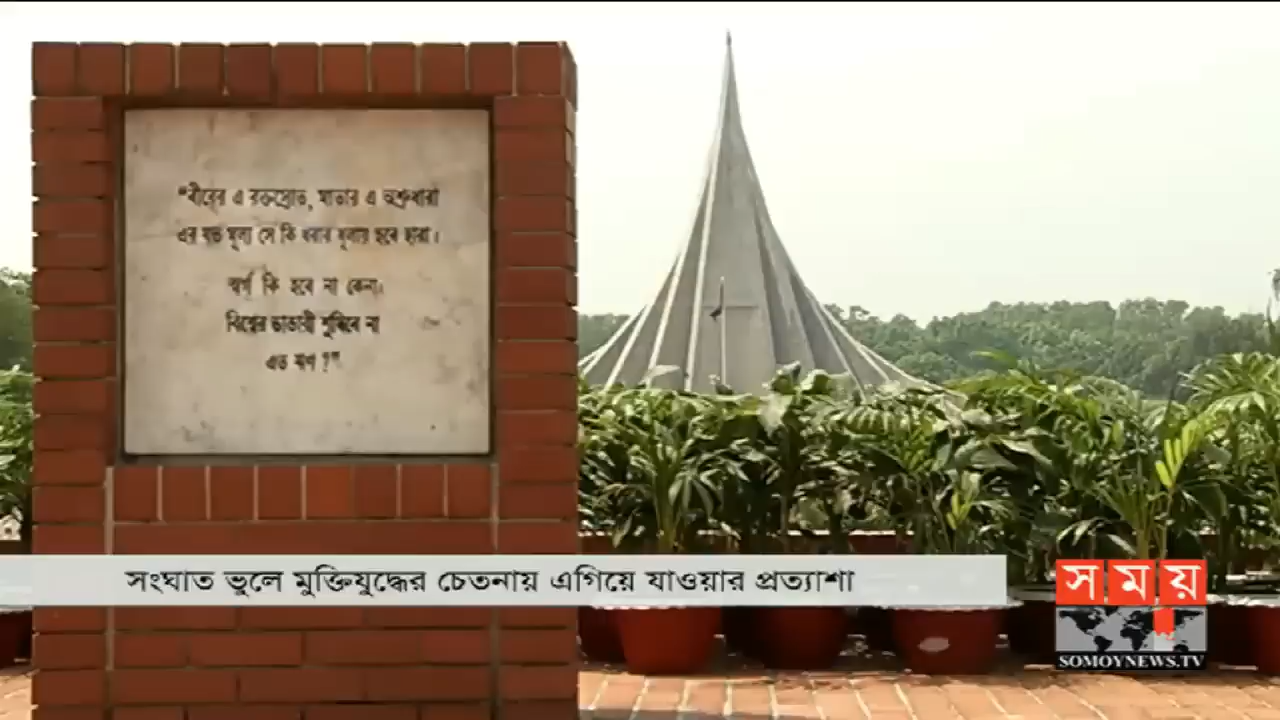 "বীরের এ রক্তস্রোত, মাতার এ অশ্রুধারা
এর যত মূল্য সে কি ধরার ধূলায় হবে হারা।
স্বর্গ কি হবে না কেনা।
বিশ্বের ভাণ্ডারী শুধিবে না
এত ঋণ ?"
সংঘাত ভুলে মুক্তিযুদ্ধের চেতনায় এগিয়ে যাওয়ার প্রত্যাশা
সময়
SOMOYNEWS.TV